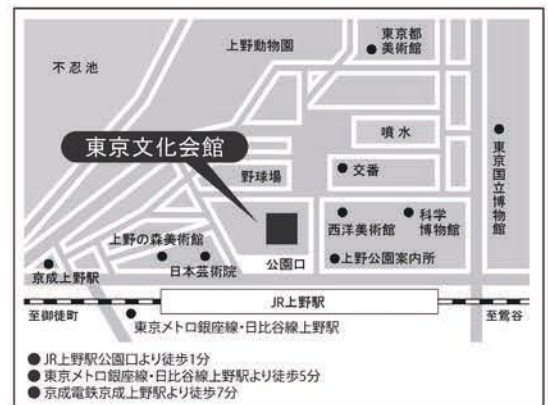 上野動物園
東京都
美術館
不忍池
噴水
東京文化会館
東京国立博物館
野球場
交番
西洋美術館
科学
博物館
上野の森美術館
日本芸術院
公園口
上野公園案内所
京成上野駅
JR上野駅
至御徒町
至鶯谷
東京メトロ銀座線・日比谷線上野駅
●JR上野駅公園口より徒歩1分
●東京メトロ銀座線・日比谷線上野駅より徒歩5分
●京成電鉄京成上野駅より徒歩7分